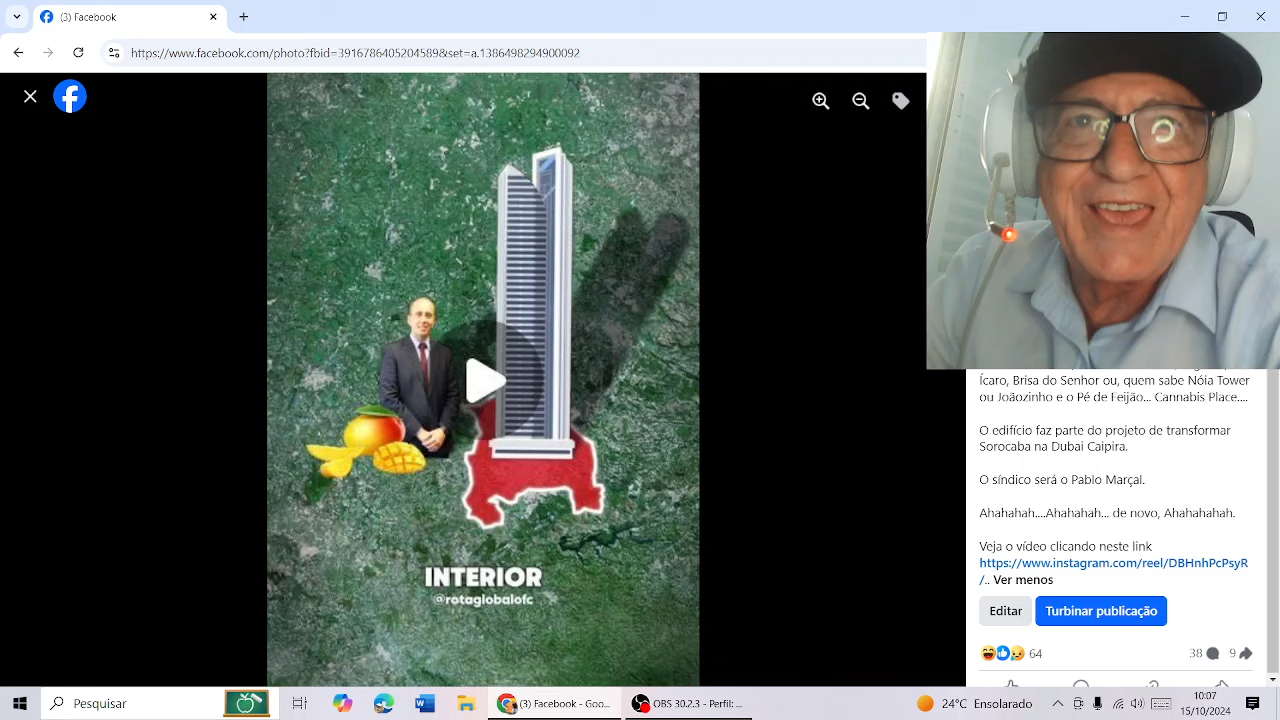 (3) Facebook
https://www.facebook.com/photo?fbid=3916786405204589&set=a.1386498294900092
INTERIOR
@rotaglobalofc
ícaro, Brisa do Senhor ou, quem sabe Nóia Tower
ou Joãozinho e o Pé de Feijão... Cannabis Place....
O edifício faz parte do projeto de transformar
Sorocaba na Dubai Caipira.
O síndico será o Pablo Marçal.
Ahahahah....Ahahahah... de novo, Ahahahahah.
Veja o vídeo clicando neste link
https://www.instagram.com/reel/DBHnhPcPsyR
/.. Ver menos
Editar
Turbinar publicação
64
38
9
Pesquisar
(3) Facebook - Goo...
OBS 30.2.3 - Perfil:...
24°C Ensolarado
10:07
15/10/2024